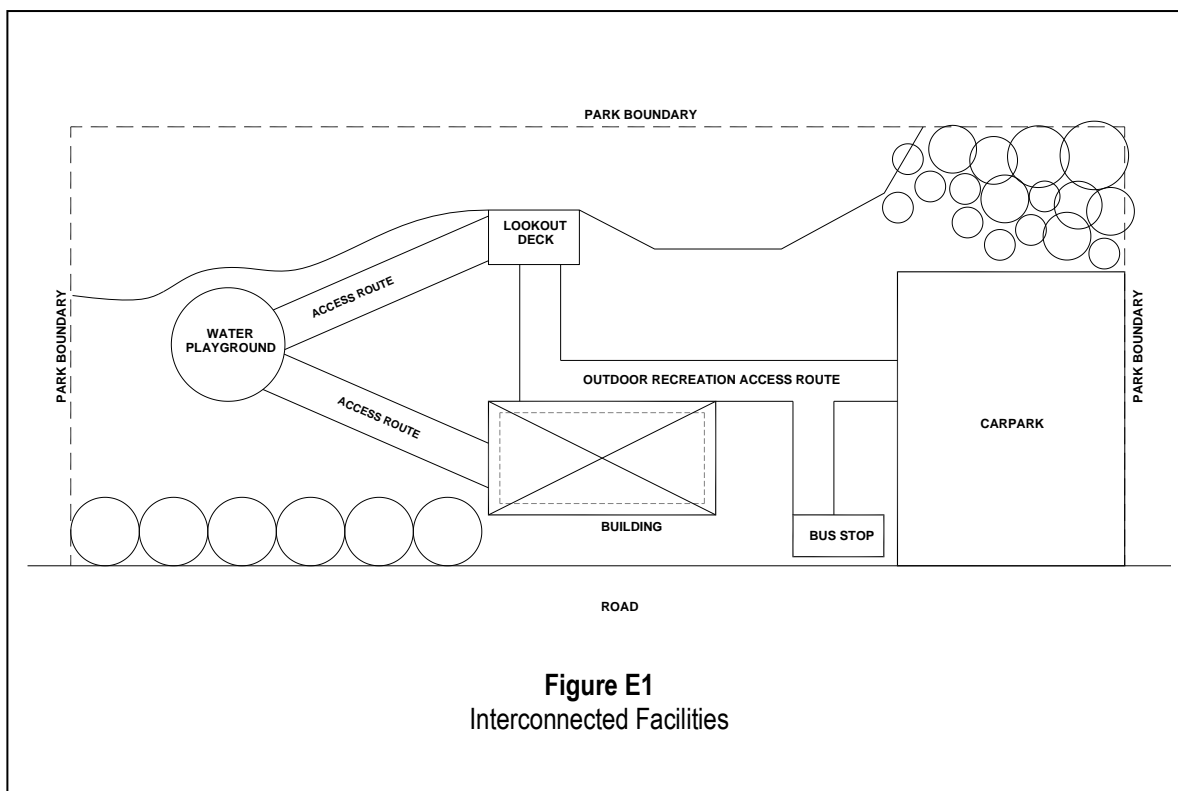 PARK BOUNDARY
LOOKOUT
DECK
ACCESS ROUTE
PARK BOUNDARY
WATER
PLAYGROUND
PARK BOUNDARY
OUTDOOR RECREATION ACCESS ROUTE
ACCESS ROUTE
CARPARK
BUILDING
BUS STOP
ROAD
Figure E1
Interconnected Facilities